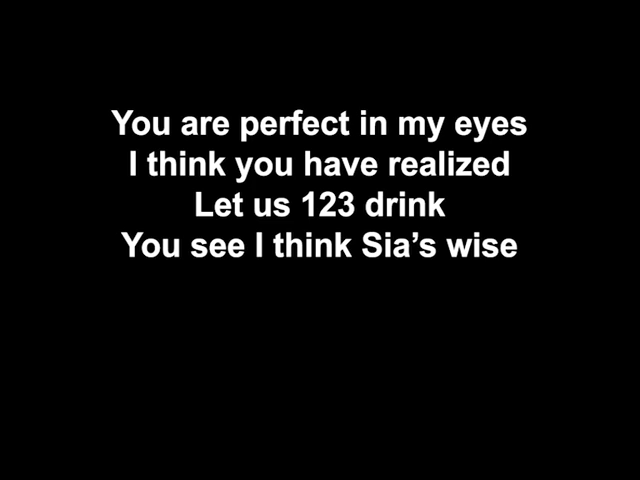 You are perfect in my eyes
I think you have realized
Let us 123 drink
You see I think Sia’s wise